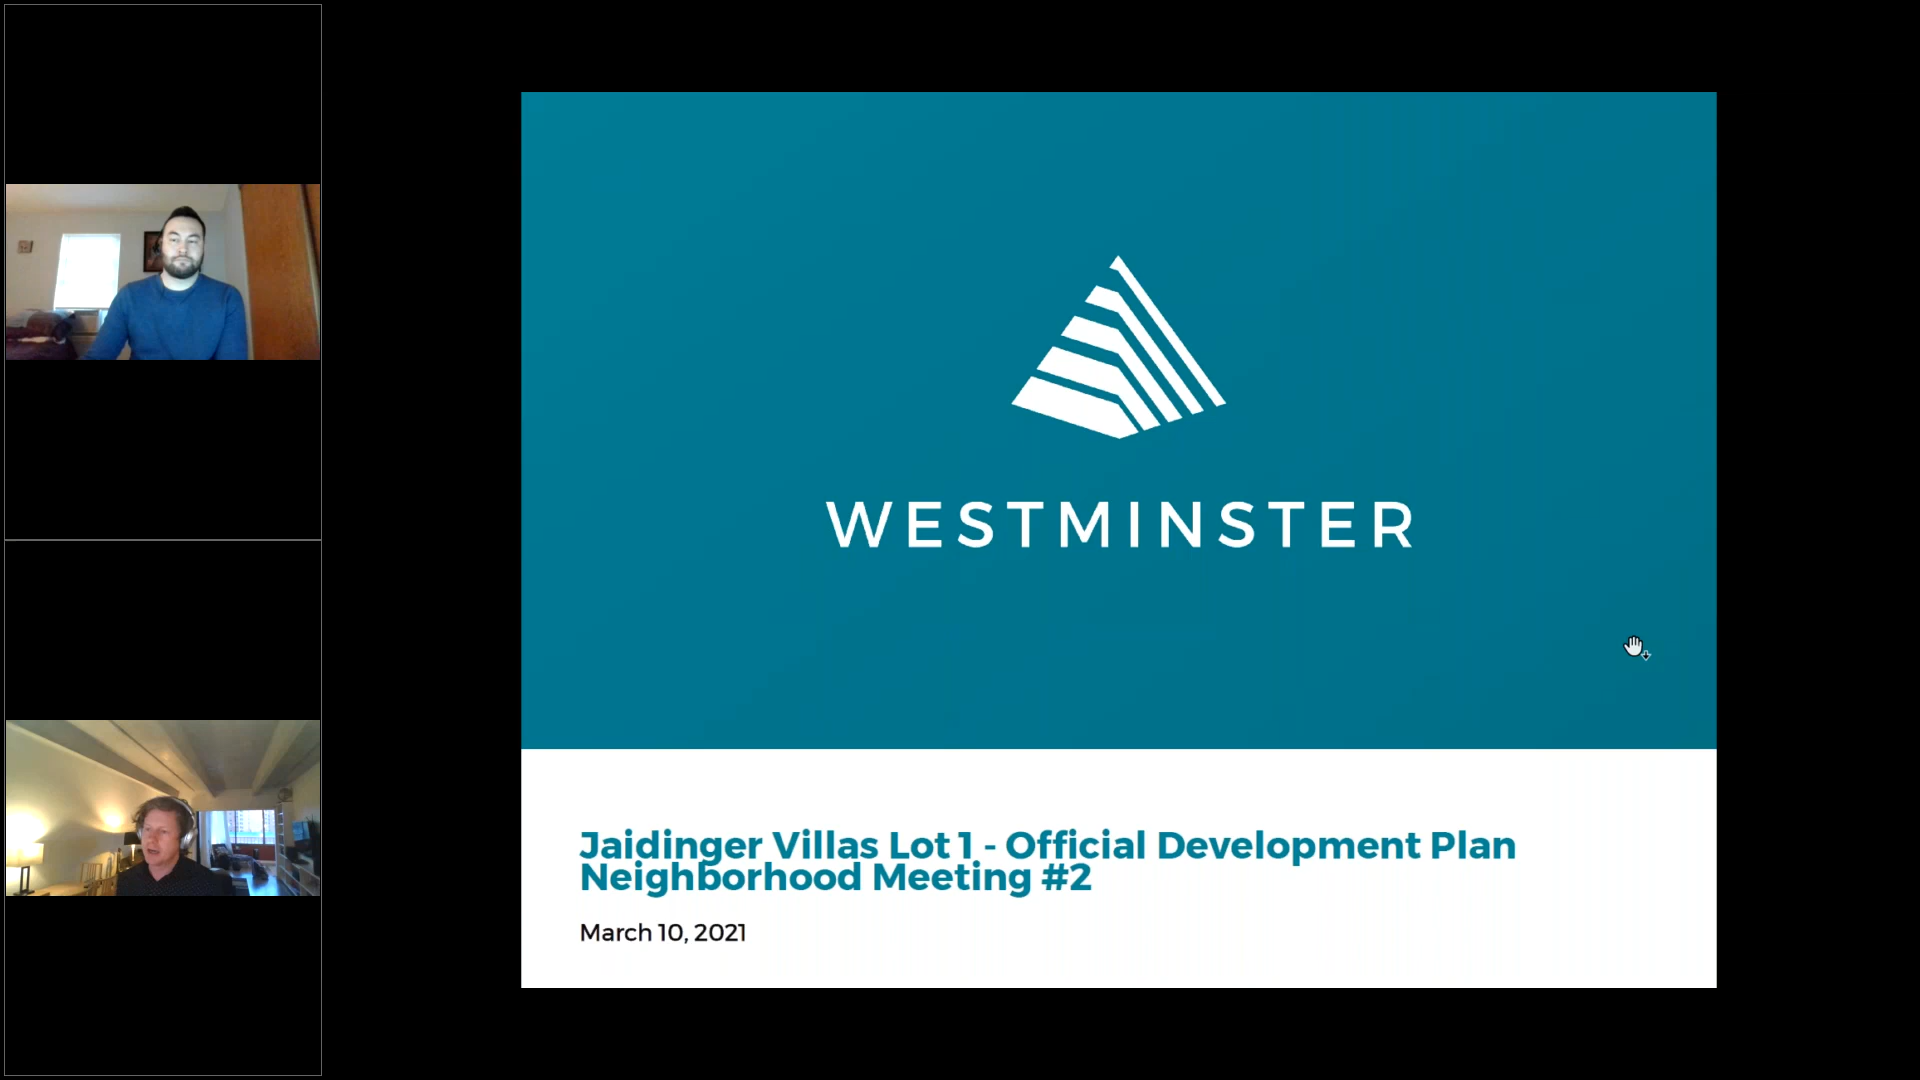 WESTMINSTER
Jaidinger Villas Lot 1 - Official Development Plan
Neighborhood Meeting #2
March 10, 2021